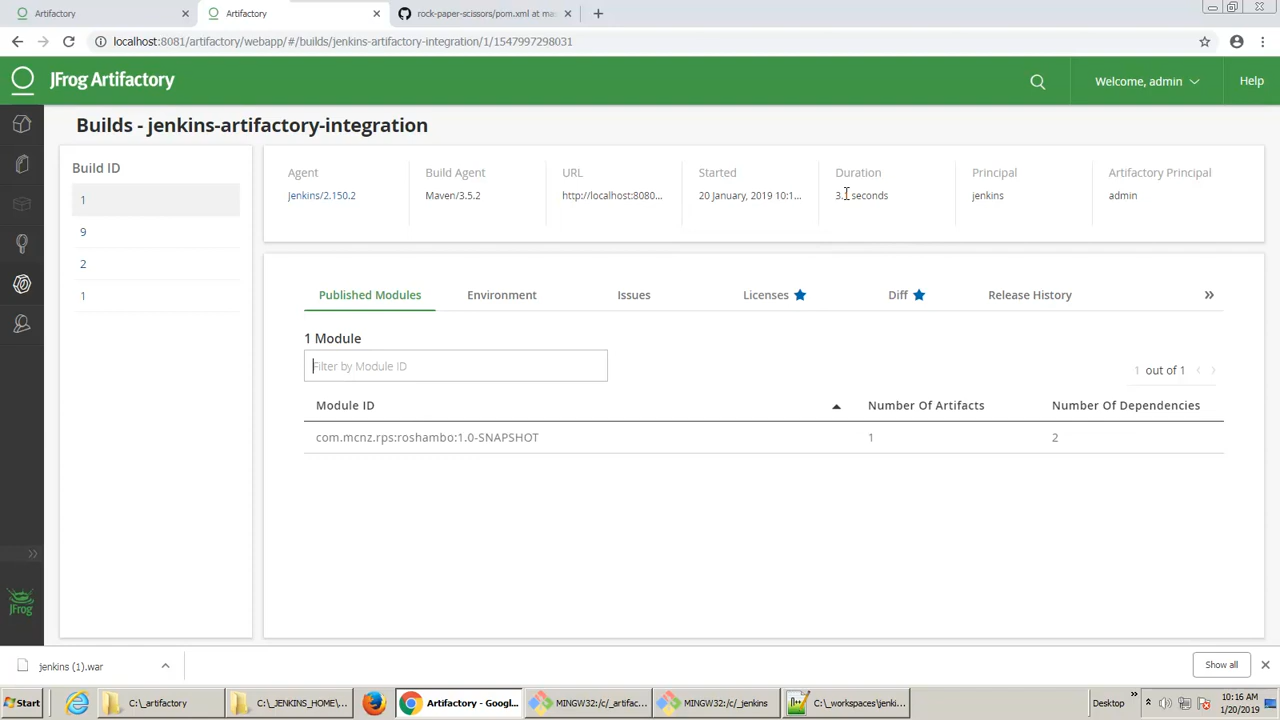 Artifactory
Artifactory
rock-paper-scissors/pom.xml at ma
localhost:8081/artifactory/webapp/#/builds/jenkins-artifactory-integration/1/1547997298031
JFrog Artifactory
Welcome, admin
Help
Builds - jenkins-artifactory-integration
Build ID
1
9
2
1
Agent
Jenkins/2.150.2
Build Agent
Maven/3.5.2
URL
http://localhost:8080...
Started
20 January, 2019 10:1...
Duration
seconds
Principal
jenkins
Artifactory Principal
admin
Published Modules
Environment
Issues
Licenses
Diff
Release History
»
1 Module
Filter by Module ID
1 out of 1
Module ID
Number Of Artifacts
Number Of Dependencies
com.mcnz.rps:roshambo:1.0-SNAPSHOT
1
2
JFrog
jenkins (1).war
Show all
Start
C:\_artifactory
C:\_JENKINS_HOME\...
Artifactory - Googl...
MINGW32:/c/_artifac...
MINGW32:/c/_jenkins
C:\_workspaces\jenki...
Desktop
10:16 AM
1/20/2019